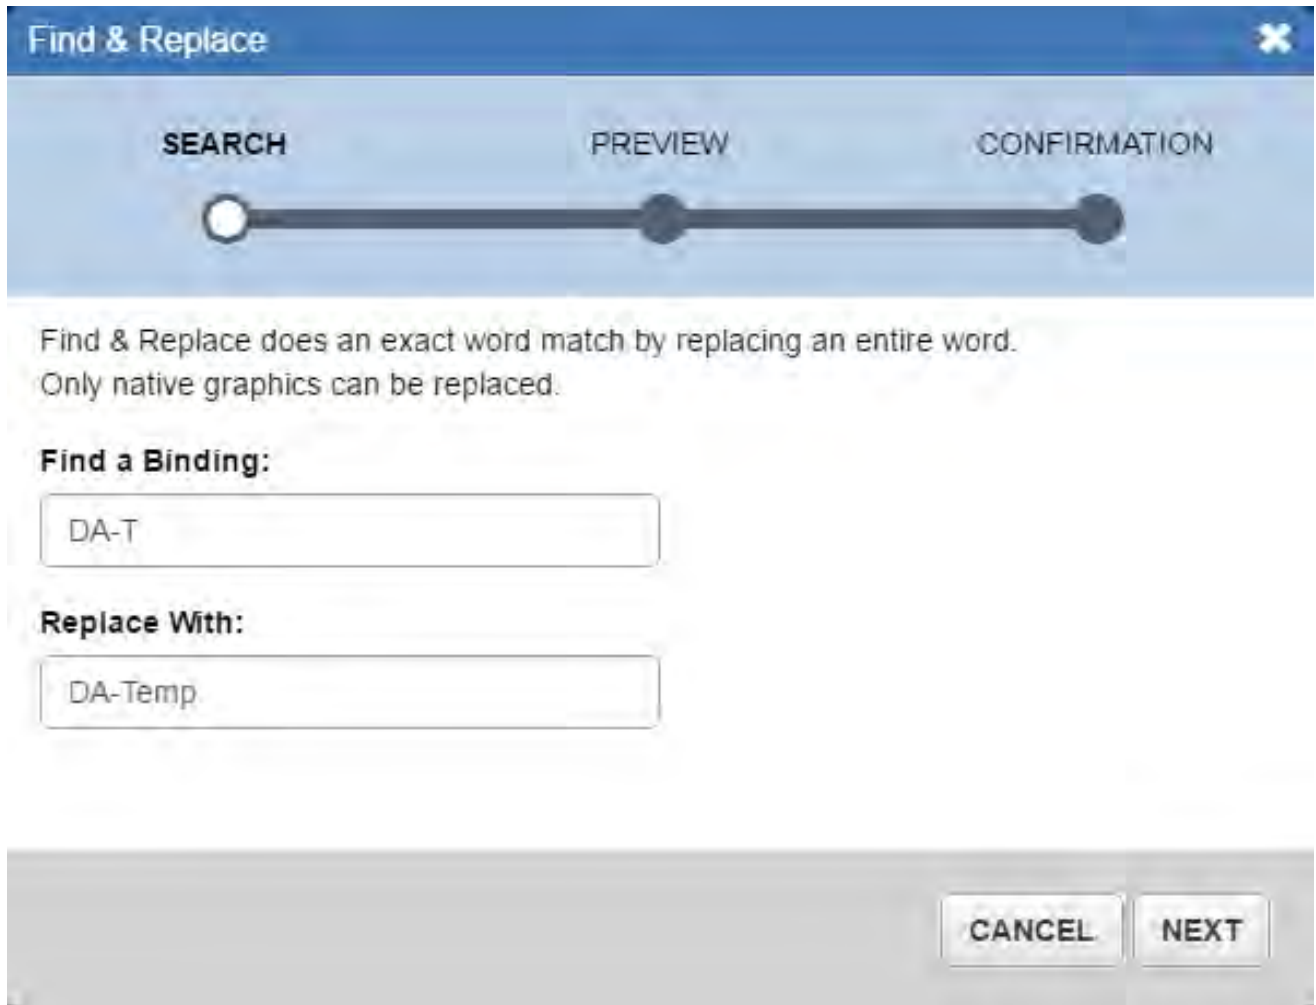 Find & Replace
SEARCH PREVIEW CONFIRMATION
Find & Replace does an exact word match by replacing an entire word.
Only native graphics can be replaced.
Find a Binding:
DA-T
Replace With:
DA-Temp
CANCEL NEXT